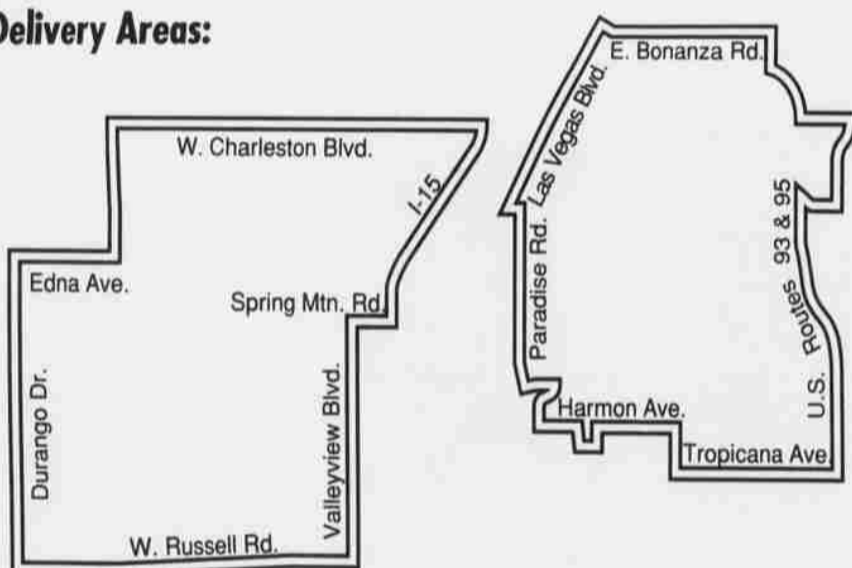 Delivery Areas:
W. Charleston Blvd.
I-15
Edna Ave.
Spring Mtn. Rd.
Durango Dr.
Valleyview Blvd.
W. Russell Rd.
E. Bonanza Rd.
Las Vegas Blvd.
Paradise Rd.
U.S. Routes 93 & 95
Harmon Ave.
Tropicana Ave.